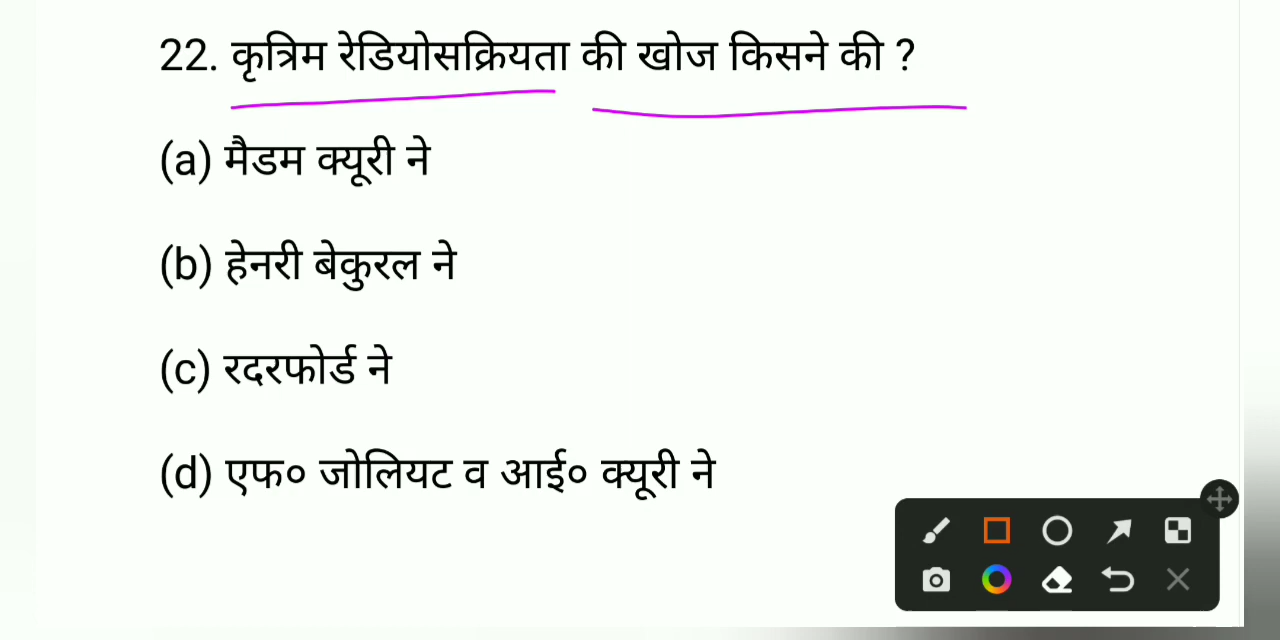 22. कृत्रिम रेडियोसक्रियता की खोज किसने की ?
(a) मैडम क्यूरी ने
(b) हेनरी बेकुरल ने
(c) रदरफोर्ड ने
(d) एफ० जोलियट व आई० क्यूरी ने